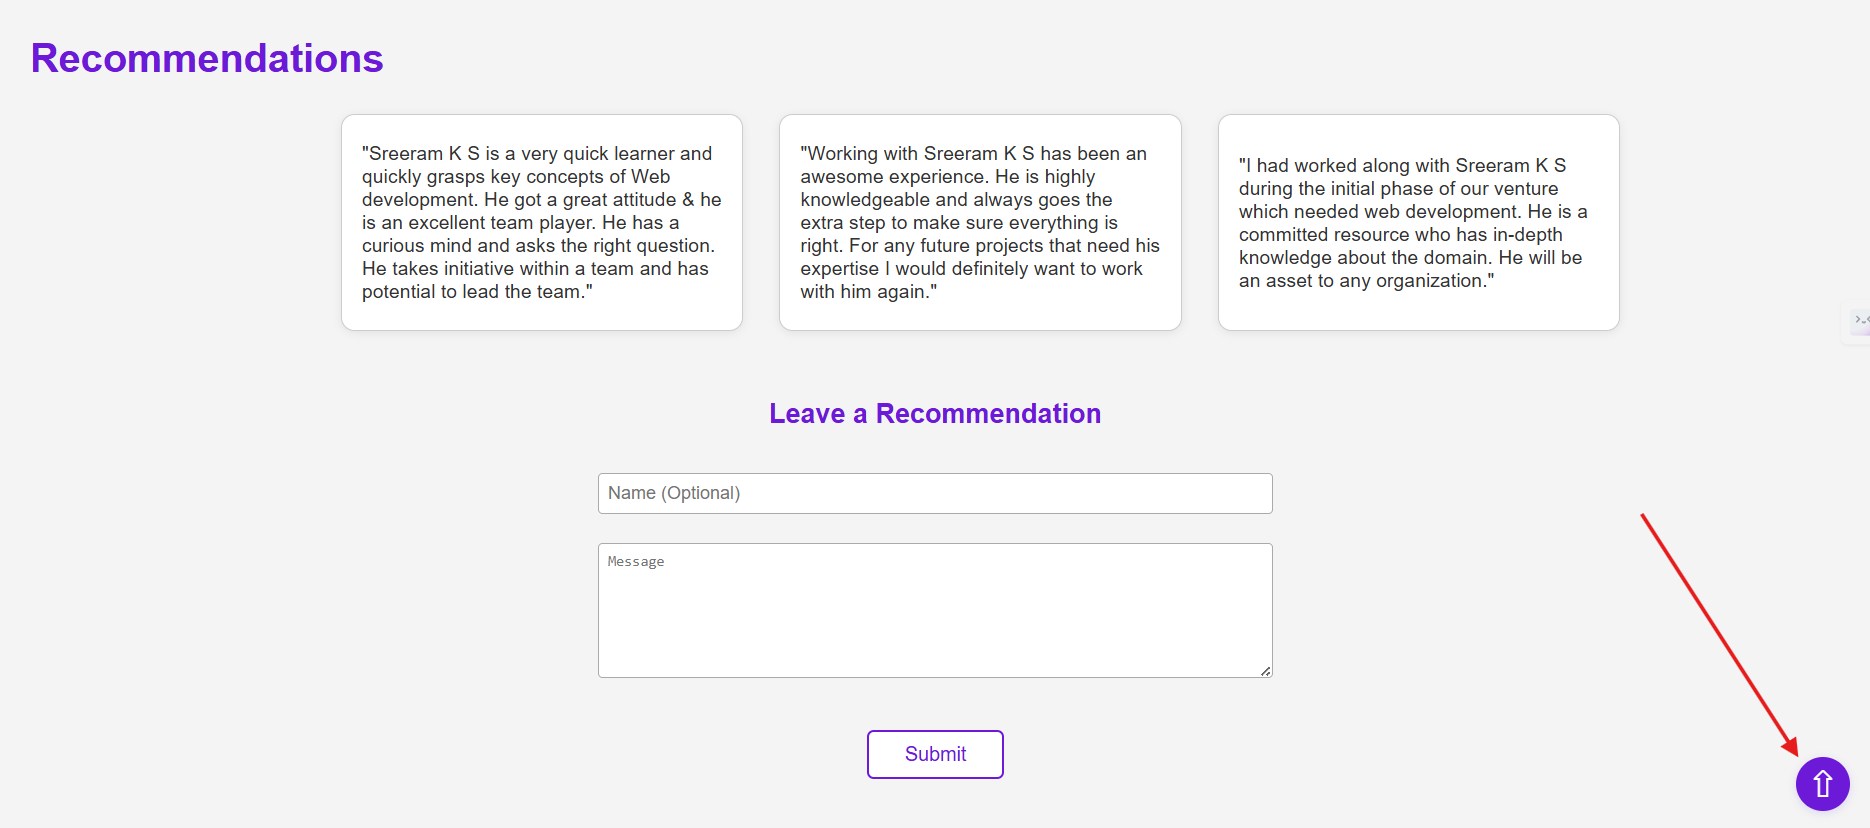 Recommendations
"Sreeram K S is a very quick learner and
quickly grasps key concepts of Web
development. He got a great attitude & he
is an excellent team player. He has a
curious mind and asks the right question.
He takes initiative within a team and has
potential to lead the team."
"Working with Sreeram K S has been an
awesome experience. He is highly
knowledgeable and always goes the
extra step to make sure everything is
right. For any future projects that need his
expertise I would definitely want to work
with him again."
"I had worked along with Sreeram K S
during the initial phase of our venture
which needed web development. He is a
committed resource who has in-depth
knowledge about the domain. He will be
an asset to any organization."
Leave a Recommendation
Name (Optional)
Message
Submit
⇧